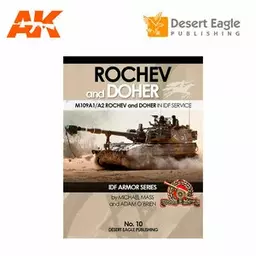 AK
Desert Eagle
PUBLISHING
ROCHEV
and DOHER
M109A1/A2 ROCHEV and DOHER IN IDF SERVICE
IDF ARMOR SERIES
by MICHAEL MASS
and ADAM O'BRIEN
No. 10
DESERT EAGLE PUBLISHING